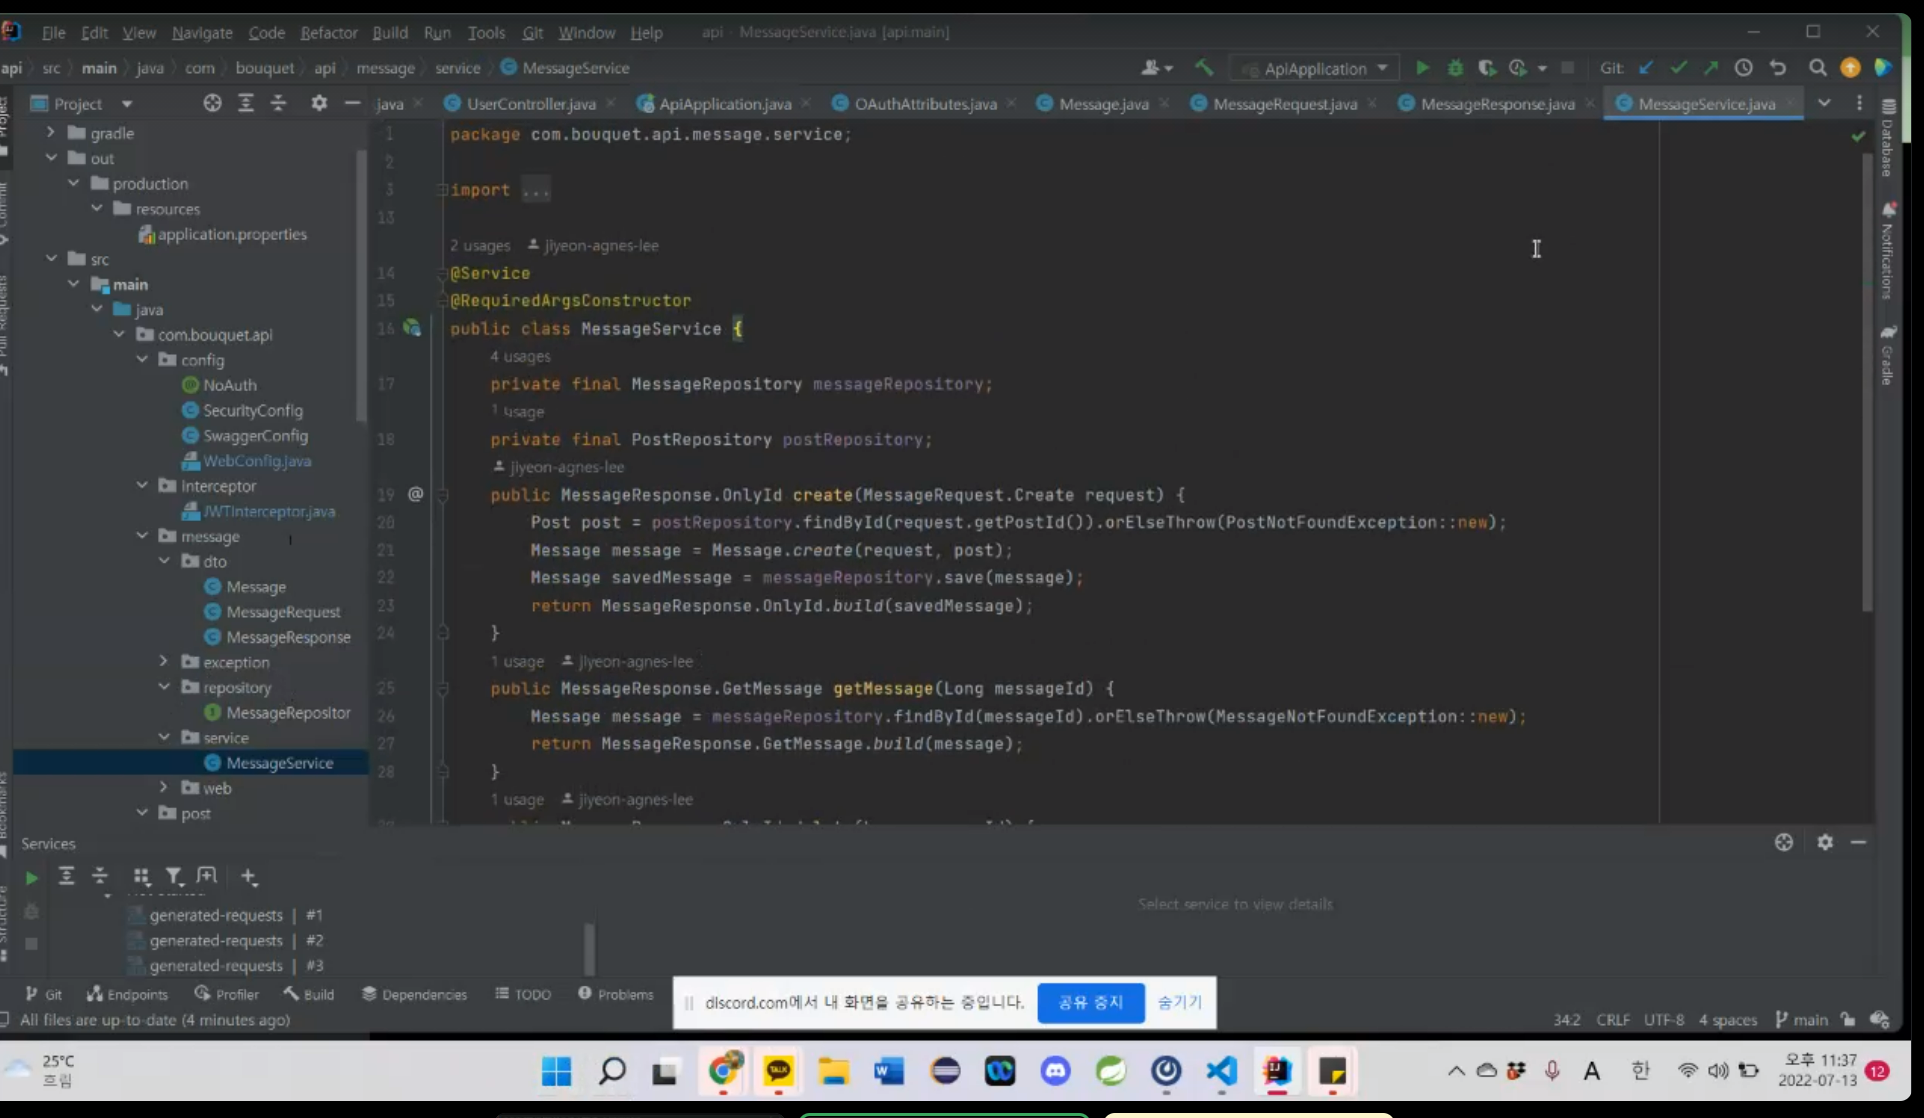 File Edit View Navigate Code Refactor Build Run Tools Git Window Help api - MessageService.java [api.main]
api src main java com bouquet api message service MessageService
ApiApplication Git:
Project
java UserController.java ApiApplication.java OAuthAttributes.java Message.java MessageRequest.java MessageResponse.java MessageService.java
gradle
out
production
resources
application.properties
src
main
java
com.bouquet.api
config
NoAuth
SecurityConfig
SwaggerConfig
WebConfig.java
interceptor
JWTInterceptor.java
message
dto
Message
MessageRequest
MessageResponse
exception
repository
MessageRepositor
service
MessageService
web
post
1 package com.bouquet.api.message.service;
2
3 import ...
13
2 usages jiyeon-agnes-lee
14 @Service
15 @RequiredArgsConstructor
16 public class MessageService {
4 usages
17 private final MessageRepository messageRepository;
1 usage
18 private final PostRepository postRepository;
jiyeon-agnes-lee
19 @ public MessageResponse.OnlyId create(MessageRequest.Create request) {
20 Post post = postRepository.findById(request.getPostId()).orElseThrow(PostNotFoundException::new);
21 Message message = Message.create(request, post);
22 Message savedMessage = messageRepository.save(message);
23 return MessageResponse.OnlyId.build(savedMessage);
24 }
1 usage jiyeon-agnes-lee
25 public MessageResponse.GetMessage getMessage(Long messageId) {
26 Message message = messageRepository.findById(messageId).orElseThrow(MessageNotFoundException::new);
27 return MessageResponse.GetMessage.build(message);
28 }
1 usage jiyeon-agnes-lee
Database
Notifications
Gradle
Project
Commit
Pull Requests
Bookmarks
Structure
Services
generated-requests | #1
generated-requests | #2
generated-requests | #3
Select service to view details
Git Endpoints Profiler Build Dependencies TODO Problems
discord.com에서 내 화면을 공유하는 중입니다. 공유 중지 숨기기
All files are up-to-date (4 minutes ago)
34:2 CRLF UTF-8 4 spaces main
25°C
흐림
TALK
A 한
오후 11:37
2022-07-13
12